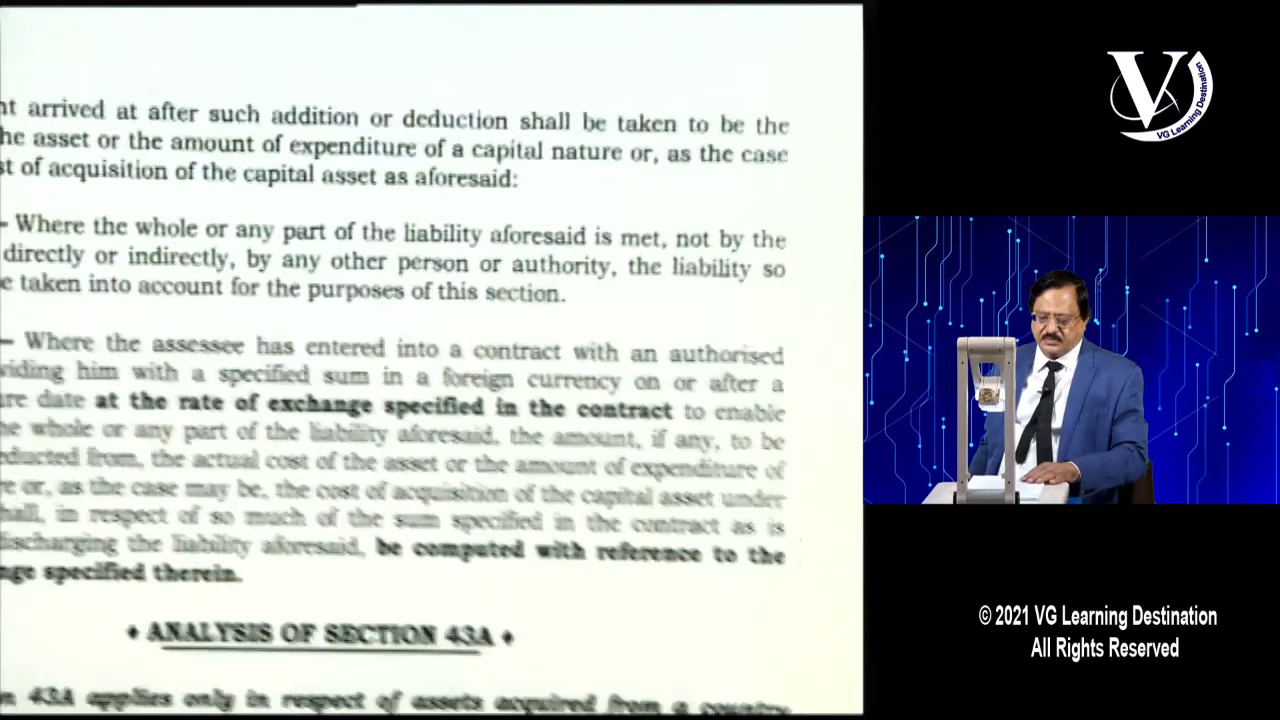 nt arrived at after such addition or deduction shall be taken to be the
he asset or the amount of expenditure of a capital nature or, as the case
st of acquisition of the capital asset as aforesaid:
– Where the whole or any part of the liability aforesaid is met, not by the
directly or indirectly, by any other person or authority, the liability so
e taken into account for the purposes of this section.
– Where the assessee has entered into a contract with an authorised
viding him with a specified sum in a foreign currency on or after a
ure date at the rate of exchange specified in the contract to enable
he whole or any part of the liability aforesaid, the amount, if any, to be
ducted from, the actual cost of the asset or the amount of expenditure of
re or, as the case may be, the cost of acquisition of the capital asset under
hall, in respect of so much of the sum specified in the contract as is
ischarging the liability aforesaid, be computed with reference to the
nge specified therein.
♦ ANALYSIS OF SECTION 43A ♦
n 43A applies only in respect of assets acquired from a country
V
VG Learning Destination
© 2021 VG Learning Destination
All Rights Reserved